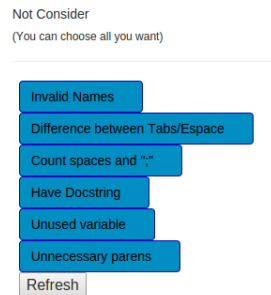 Not Consider
(You can choose all you want)
Invalid Names
Difference between Tabs/Espace
Count spaces and ";"
Have Docstring
Unused variable
Unnecessary parens
Refresh